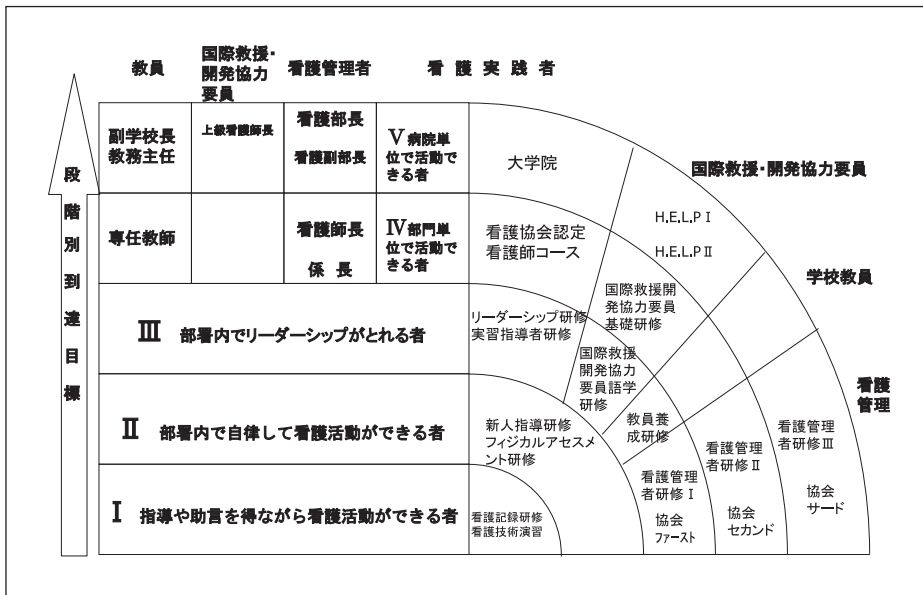 教員
国際救援・
開発協力
要員
看護管理者
看護実践者
段階別到達目標
副学校長
教務主任
上級看護師長
看護部長
看護副部長
Ⅴ病院単
位で活動で
きる者
専任教師
看護師長
係長
Ⅳ部門単
位で活動で
きる者
Ⅲ 部署内でリーダーシップがとれる者
Ⅱ 部署内で自律して看護活動ができる者
Ⅰ 指導や助言を得ながら看護活動ができる者
大学院
看護協会認定
看護師コース
リーダーシップ研修
実習指導者研修
新人指導研修
フィジカルアセスメ
ント研修
看護記録研修
看護技術演習
国際救援・開発協力要員
H.E.L.P Ⅰ
H.E.L.P Ⅱ
国際救援開
発協力要員
基礎研修
国際救援
開発協力
要員語学
研修
学校教員
教員養
成研修
看護
管理
看護管理
者研修Ⅲ
協会
サード
看護管理
者研修Ⅱ
協会
セカンド
看護管理
者研修Ⅰ
協会
ファースト